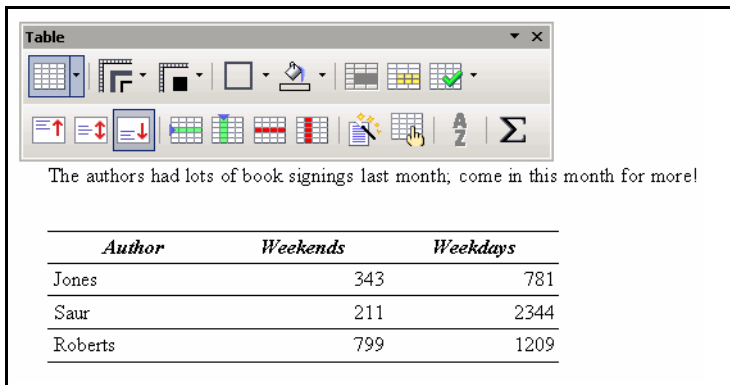 Table
A
Z
Σ
The authors had lots of book signings last month; come in this month for more!
Author Weekends Weekdays
Jones 343 781
Saur 211 2344
Roberts 799 1209